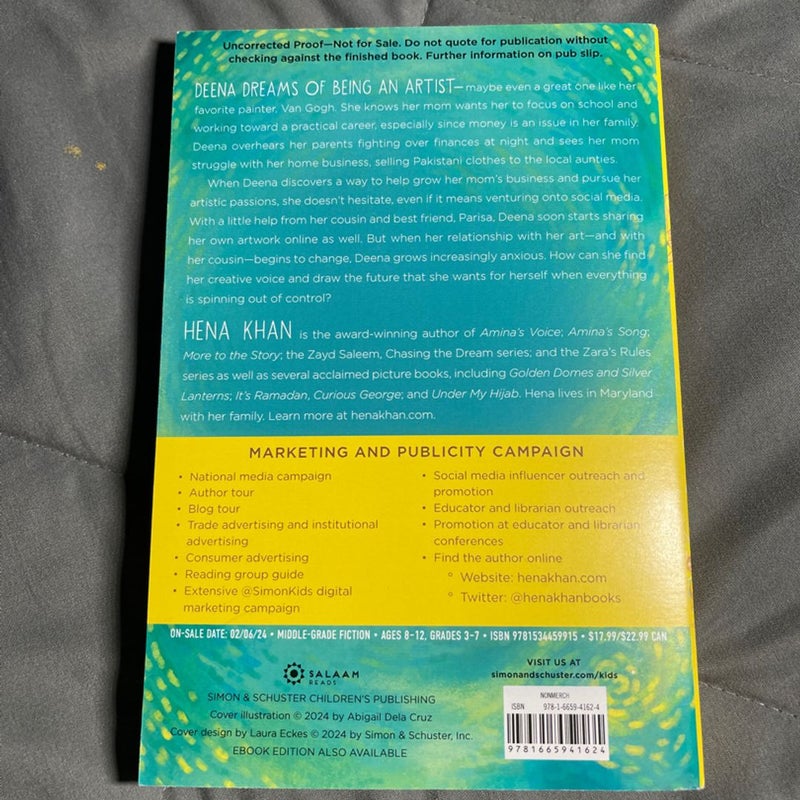 Uncorrected Proof—Not for Sale. Do not quote for publication without
checking against the finished book. Further information on pub slip.
DEENA DREAMS OF BEING AN ARTIST—maybe even a great one like her
favorite painter, Van Gogh. She knows her mom wants her to focus on school and
working toward a practical career, especially since money is an issue in her family.
Deena overhears her parents fighting over finances at night and sees her mom
struggle with her home business, selling Pakistani clothes to the local aunties.
When Deena discovers a way to help grow her mom's business and pursue her
artistic passions, she doesn't hesitate, even if it means venturing onto social media.
With a little help from her cousin and best friend, Parisa, Deena soon starts sharing
her own artwork online as well. But when her relationship with her art—and with
her cousin—begins to change, Deena grows increasingly anxious. How can she find
her creative voice and draw the future that she wants for herself when everything
is spinning out of control?
HENA KHAN is the award-winning author of Amina's Voice; Amina's Song;
More to the Story; the Zayd Saleem, Chasing the Dream series; and the Zara's Rules
series as well as several acclaimed picture books, including Golden Domes and Silver
Lanterns; It's Ramadan, Curious George; and Under My Hijab. Hena lives in Maryland
with her family. Learn more at henakhan.com.
MARKETING AND PUBLICITY CAMPAIGN
• National media campaign
• Author tour
• Blog tour
• Trade advertising and institutional
advertising
• Consumer advertising
• Reading group guide
• Extensive @SimonKids digital
marketing campaign
• Social media influencer outreach and
promotion
• Educator and librarian outreach
• Promotion at educator and librarian
conferences
• Find the author online
° Website: henakhan.com
° Twitter: @henakhanbooks
ON-SALE DATE: 02/06/24 • MIDDLE-GRADE FICTION • AGES 8–12, GRADES 3–7 • ISBN 9781534459915 • $17.99/$22.99 CAN
SALAAM
READS
SIMON & SCHUSTER CHILDREN'S PUBLISHING
Cover illustration © 2024 by Abigail Dela Cruz
Cover design by Laura Eckes © 2024 by Simon & Schuster, Inc.
EBOOK EDITION ALSO AVAILABLE
VISIT US AT
simonandschuster.com/kids
NONMERCH
ISBN 978-1-6659-4162-4
9781665941624